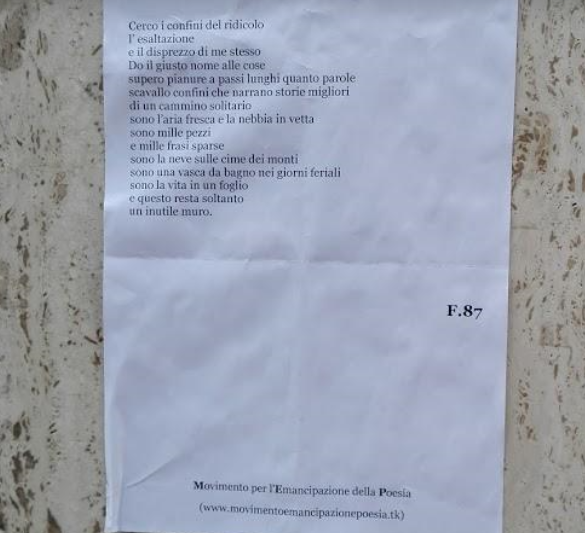 Cerco i confini del ridicolo
l' esaltazione
e il disprezzo di me stesso
Do il giusto nome alle cose
supero pianure a passi lunghi quanto parole
scavallo confini che narrano storie migliori
di un cammino solitario
sono l'aria fresca e la nebbia in vetta
sono mille pezzi
e mille frasi sparse
sono la neve sulle cime dei monti
sono una vasca da bagno nei giorni feriali
sono la vita in un foglio
e questo resta soltanto
un inutile muro.
F.87
Movimento per l'Emancipazione della Poesia
(www.movimentoemancipazionepoesia.tk)